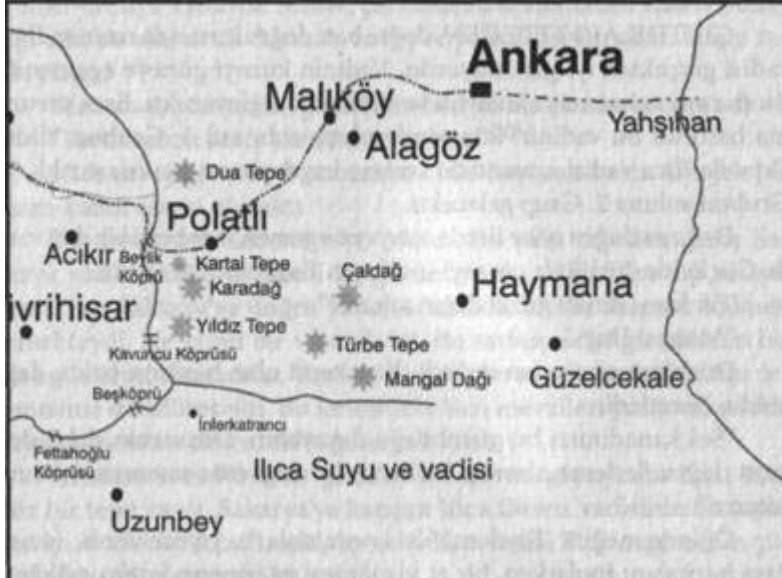 Ankara
Malıköy
Yahşıhan
Alagöz
Dua Tepe
Polatlı
Acıkır
Beylik
Köprü
Kartal Tepe
Çaldağ
Karadağ
Haymana
ivrihisar
Yıldız Tepe
Türbe Tepe
Kavuncu Köprüsü
Güzelcekale
Mangal Dağı
Beşköprü
İnlerkatrancı
Fettahoğlu
Köprüsü
Ilıca Suyu ve vadisi
Uzunbey